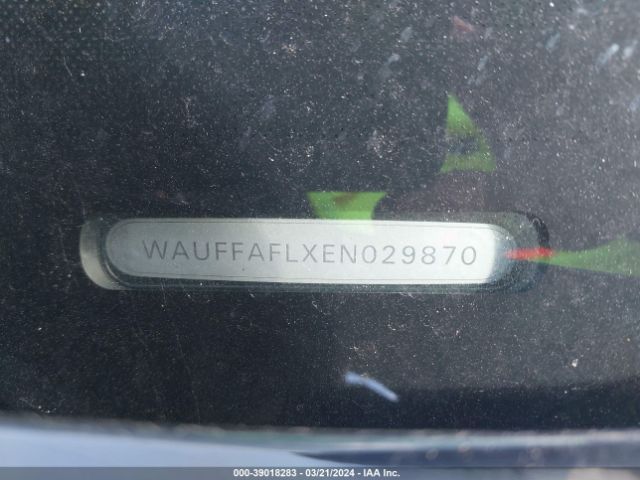 WAUFFAFLXEN029870
000-39018283 - 03/21/2024 - IAA Inc.